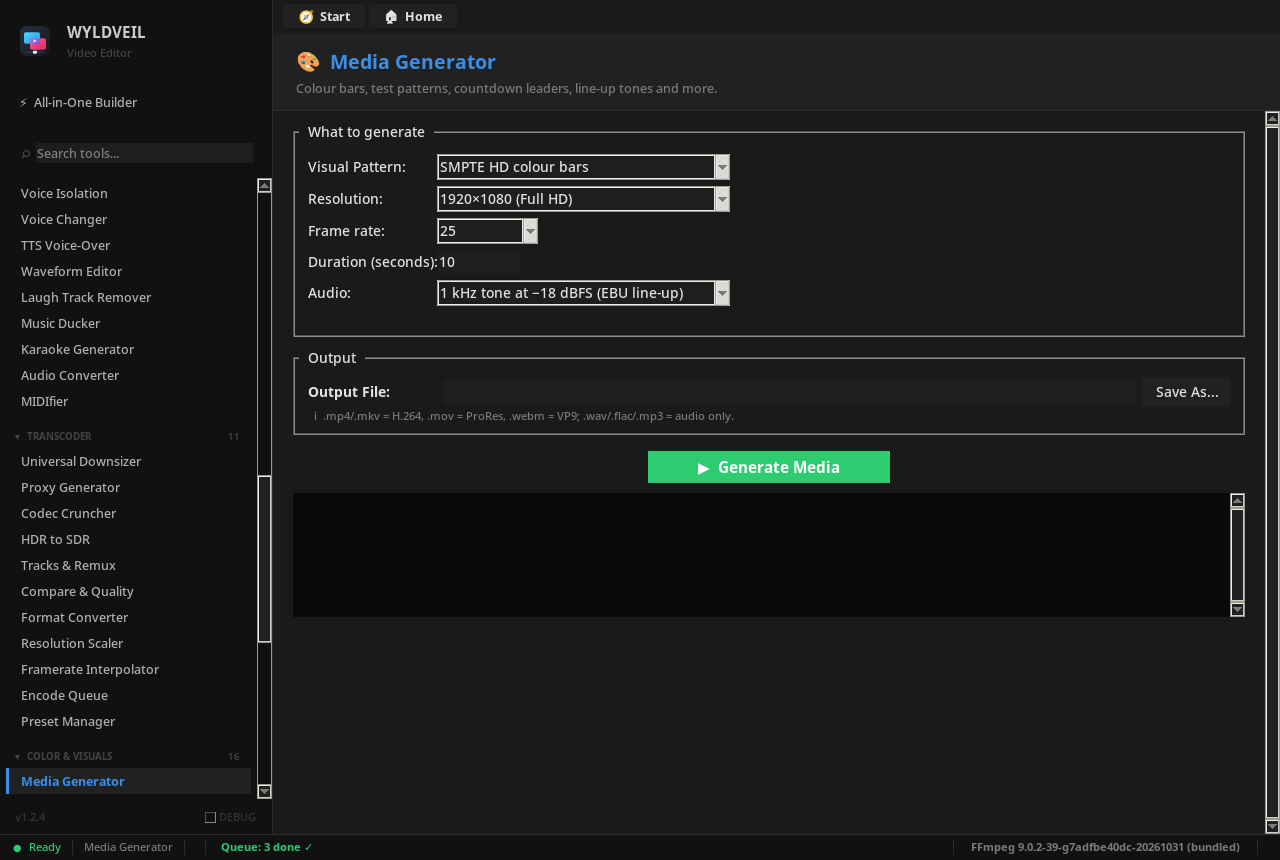 WYLDVEIL
Video Editor
⚡ All-in-One Builder
Search tools...
Voice Isolation
Voice Changer
TTS Voice-Over
Waveform Editor
Laugh Track Remover
Music Ducker
Karaoke Generator
Audio Converter
MIDIfier
▾ TRANSCODER 11
Universal Downsizer
Proxy Generator
Codec Cruncher
HDR to SDR
Tracks & Remux
Compare & Quality
Format Converter
Resolution Scaler
Framerate Interpolator
Encode Queue
Preset Manager
▾ COLOR & VISUALS 16
Media Generator
v1.2.4 DEBUG
🧭 Start 🏠 Home
🎨 Media Generator
Colour bars, test patterns, countdown leaders, line-up tones and more.
What to generate
Visual Pattern: SMPTE HD colour bars
Resolution: 1920×1080 (Full HD)
Frame rate: 25
Duration (seconds): 10
Audio: 1 kHz tone at −18 dBFS (EBU line-up)
Output
Output File: Save As...
i .mp4/.mkv = H.264, .mov = ProRes, .webm = VP9; .wav/.flac/.mp3 = audio only.
▶ Generate Media
● Ready Media Generator Queue: 3 done ✓ FFmpeg 9.0.2-39-g7adfbe40dc-20261031 (bundled)